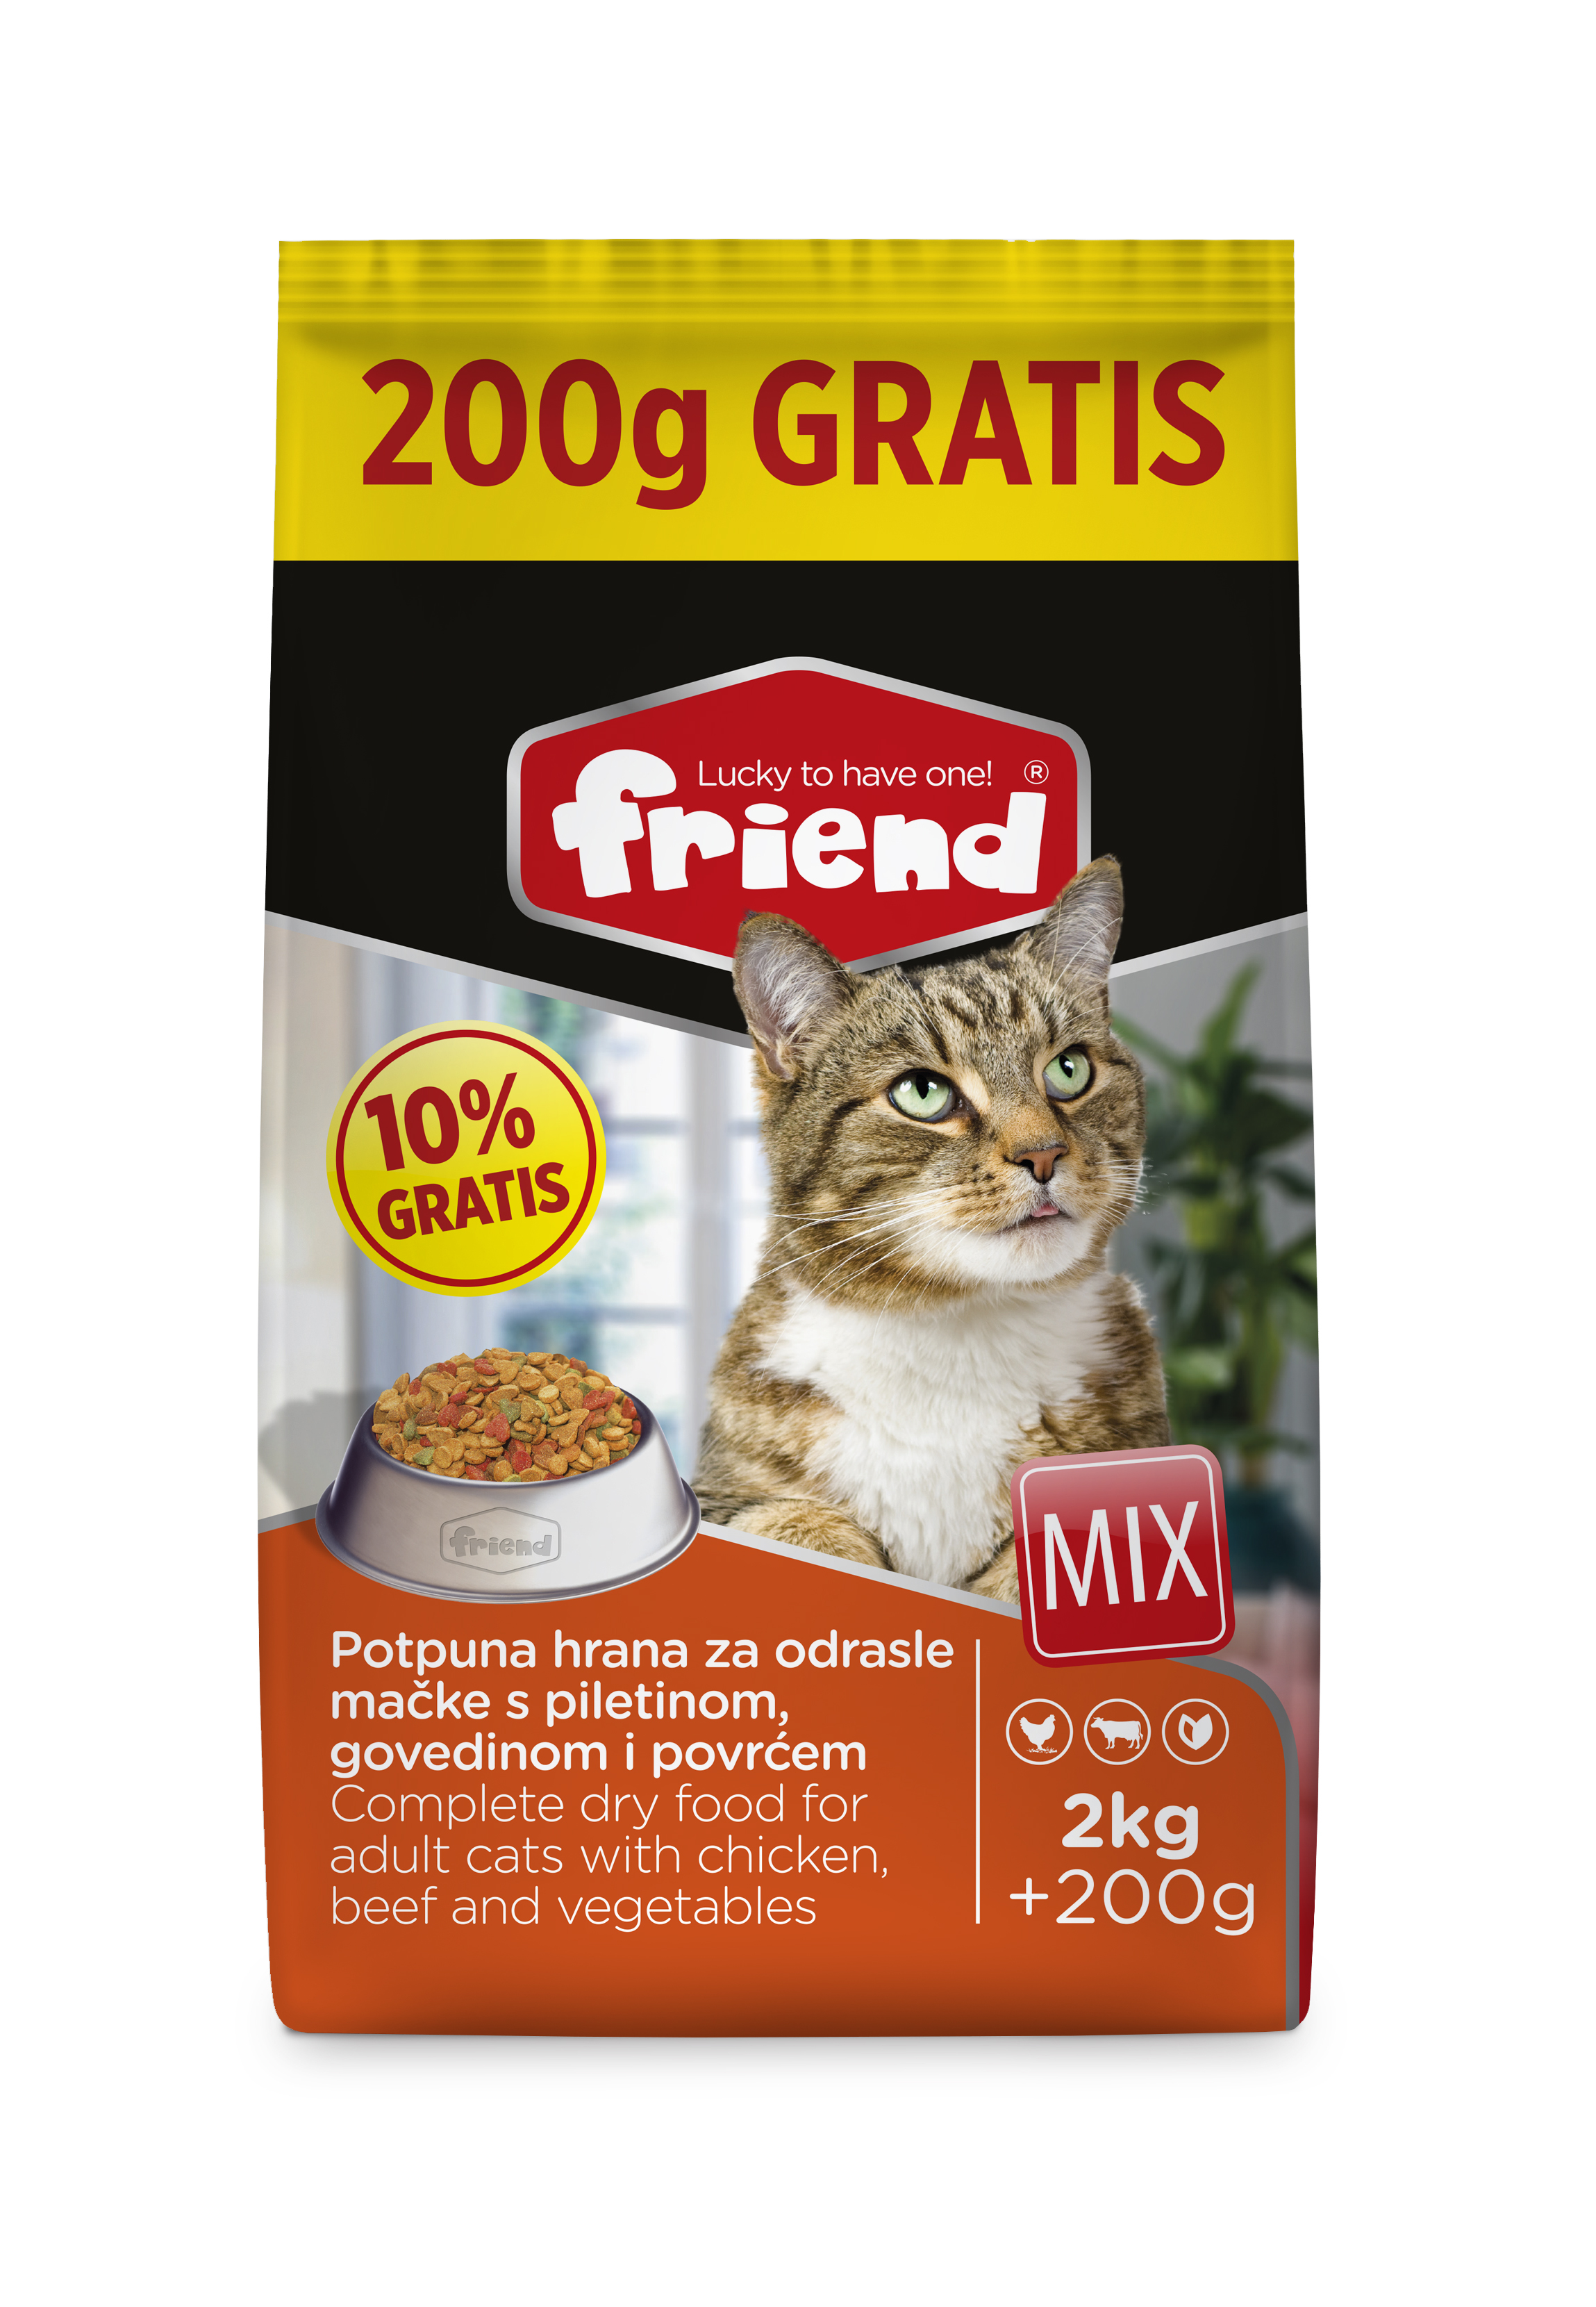 200g GRATIS
Lucky to have one! ®
friend
10%
GRATIS
friend
MIX
Potpuna hrana za odrasle
mačke s piletinom,
govedinom i povrćem
Complete dry food for
adult cats with chicken,
beef and vegetables
2kg
+200g